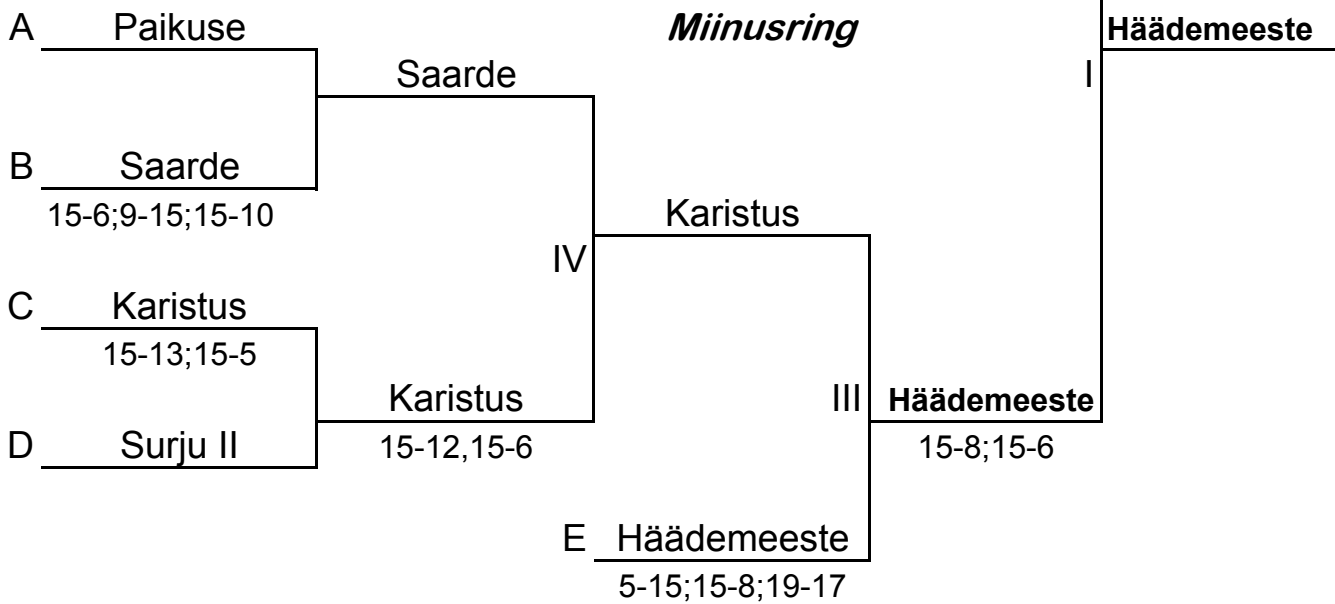 A Paikuse Miinusring Häädemeeste
Saarde I
B Saarde
15-6;9-15;15-10 Karistus
IV
C Karistus
15-13;15-5
Karistus III Häädemeeste
D Surju II 15-12,15-6 15-8;15-6
E Häädemeeste
5-15;15-8;19-17